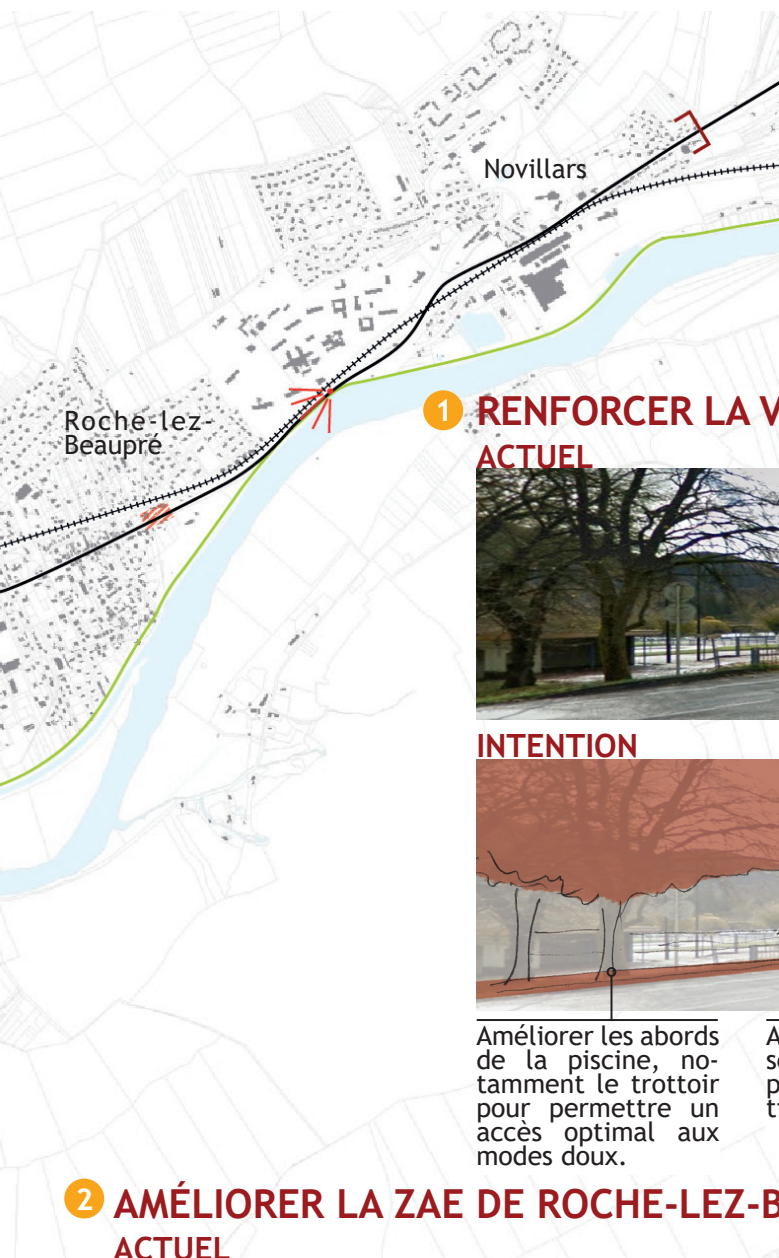 Novillars
Roche-lez-
Beaupré
1 RENFORCER LA V
ACTUEL
INTENTION
Améliorer les abords
de la piscine, no-
tamment le trottoir
pour permettre un
accès optimal aux
modes doux.
A
s
p
t
2 AMÉLIORER LA ZAE DE ROCHE-LEZ-B
ACTUEL